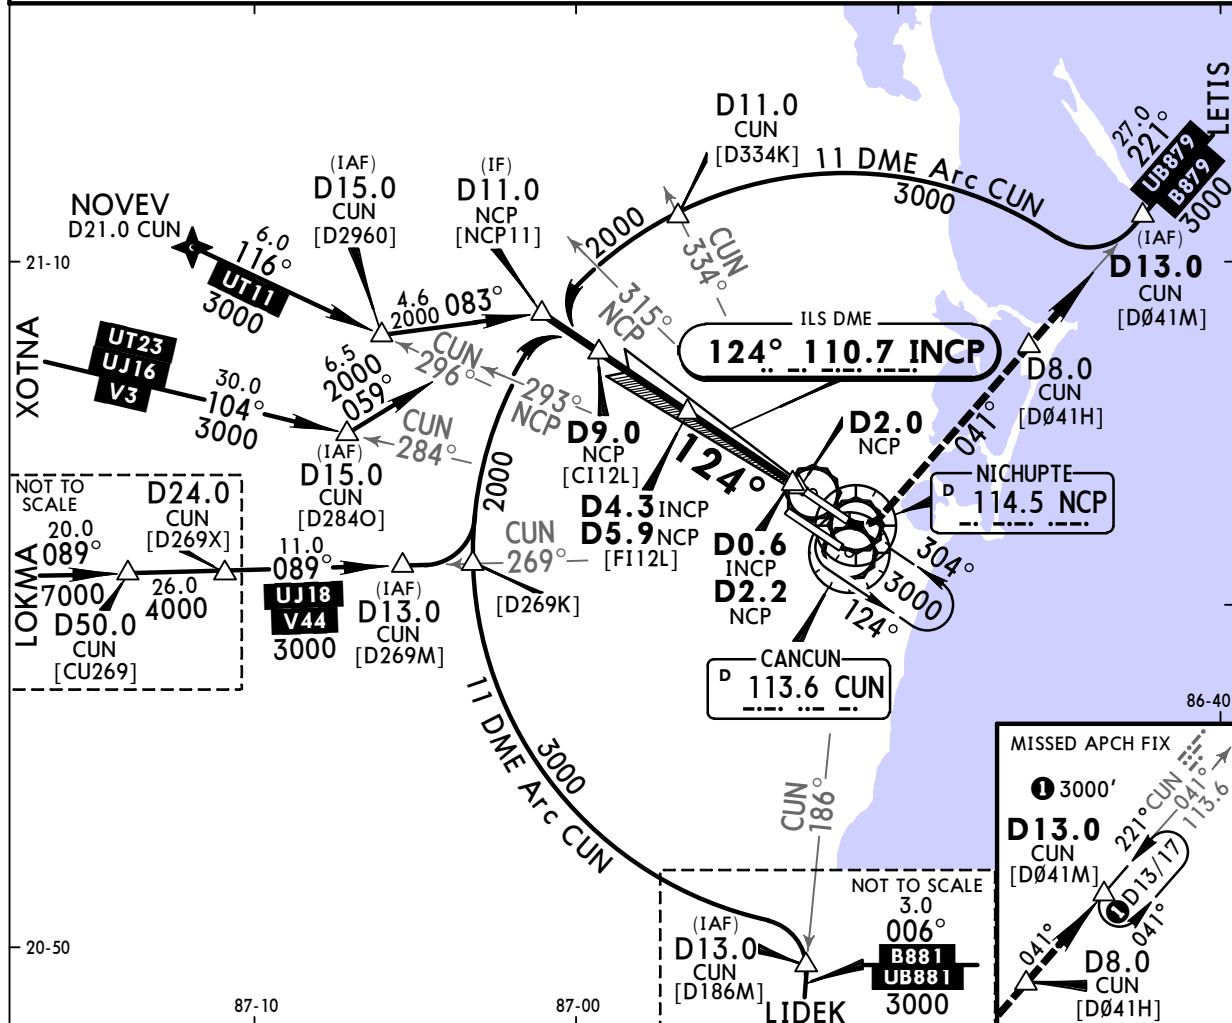 LETIS
D11.0
CUN
[D334K]
11 DME Arc CUN
3000
27.0
221°
UB879
B879
3000
(IAF)
D15.0
CUN
[D2960]
(IF)
D11.0
NCP
[NCP11]
NOVEV
D21.0 CUN
6.0
116°
UT11
3000
2000
CUN
334°
(IAF)
D13.0
CUN
[DØ41M]
21-10
4.6
2000 083°
315°
NCP
ILS DME
124° 110.7 INCP
XOTNA
UT23
UJ16
V3
30.0
104°
3000
6.5
2000
059°
CUN
296°
293°
NCP
CUN
284°
D8.0
CUN
[DØ41H]
041°
D9.0
NCP
[CI12L]
D2.0
NCP
124°
(IAF)
D15.0
CUN
[D284O]
2000
NICHUPTE
D 114.5 NCP
NOT TO
SCALE
D24.0
CUN
[D269X]
D4.3 INCP
D5.9 NCP
[FI12L]
D0.6
INCP
D2.2
NCP
LOKMA
20.0
089°
7000
26.0
4000
11.0
089°
UJ18
V44
3000
CUN
269°
304°
3000
124°
D50.0
CUN
[CU269]
(IAF)
D13.0
CUN
[D269M]
[D269K]
CANCUN
D 113.6 CUN
11 DME Arc CUN
3000
86-40
CUN
186°
MISSED APCH FIX
1 3000'
D13.0
CUN
[DØ41M]
221° CUN
041°
113.6
1 D13/17
041°
041°
D8.0
CUN
[DØ41H]
NOT TO SCALE
3.0
006°
B881
UB881
3000
(IAF)
D13.0
CUN
[D186M]
LIDEK
20-50
87-10
87-00